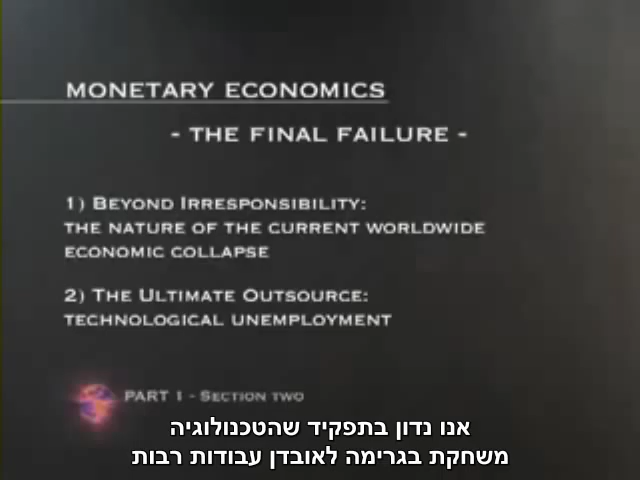 MONETARY ECONOMICS
- THE FINAL FAILURE -
1) BEYOND IRRESPONSIBILITY:
THE NATURE OF THE CURRENT WORLDWIDE
ECONOMIC COLLAPSE
2) THE ULTIMATE OUTSOURCE:
TECHNOLOGICAL UNEMPLOYMENT
PART 1 - SECTION TWO
אנו נדון בתפקיד שהטכנולוגיה
משחקת בגרימה לאובדן עבודות רבות